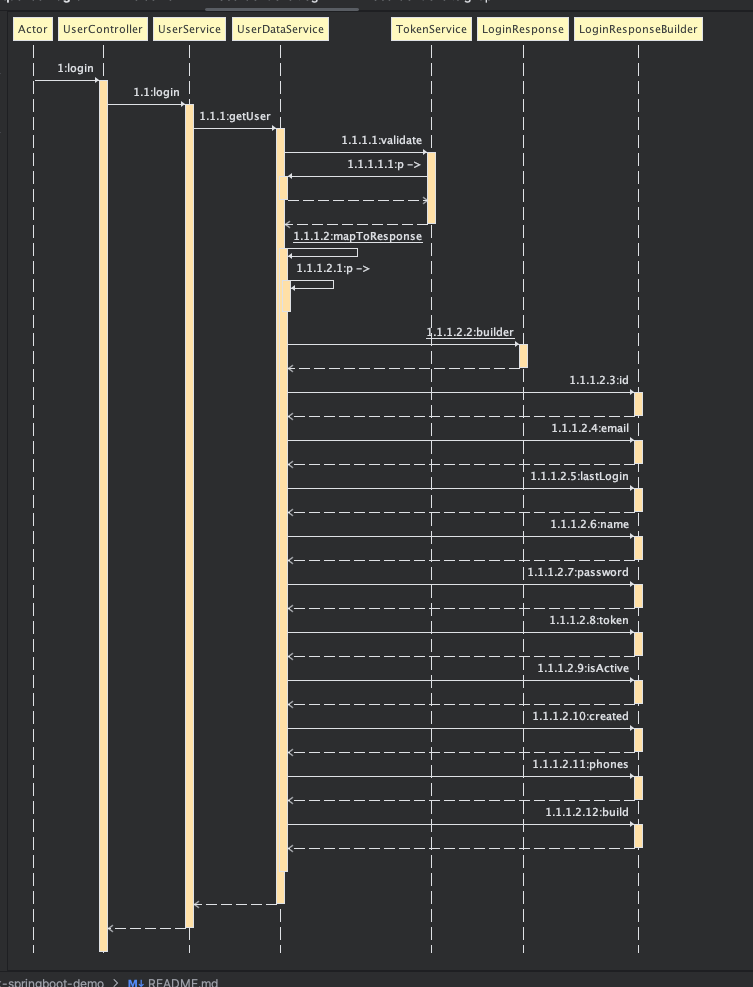 Actor
UserController
UserService
UserDataService
TokenService
LoginResponse
LoginResponseBuilder
1:login
1.1:login
1.1.1:getUser
1.1.1.1:validate
1.1.1.1.1:p ->
1.1.1.2:mapToResponse
1.1.1.2.1:p ->
1.1.1.2.2:builder
1.1.1.2.3:id
1.1.1.2.4:email
1.1.1.2.5:lastLogin
1.1.1.2.6:name
1.1.1.2.7:password
1.1.1.2.8:token
1.1.1.2.9:isActive
1.1.1.2.10:created
1.1.1.2.11:phones
1.1.1.2.12:build
-springboot-demo > M↓ README.md